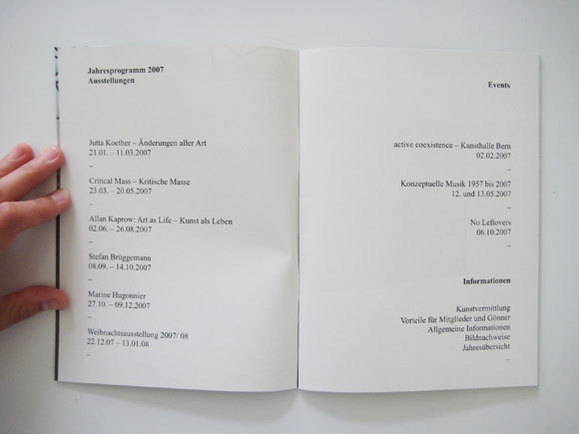 Jahresprogramm 2007
Ausstellungen
Jutta Koether – Änderungen aller Art
21.01. – 11.03.2007
–
Critical Mass – Kritische Masse
23.03. – 20.05.2007
–
Allan Kaprow: Art as Life – Kunst als Leben
02.06. – 26.08.2007
–
Stefan Brüggemann
08.09. – 14.10.2007
–
Marine Hugonnier
27.10. – 09.12.2007
–
Weihnachtsausstellung 2007/ 08
22.12.07 – 13.01.08
–
Events
active coexistence – Kunsthalle Bern
02.02.2007
–
Konzeptuelle Musik 1957 bis 2007
12. und 13.05.2007
–
No Leftovers
06.10.2007
–
Informationen
Kunstvermittlung
Vorteile für Mitglieder und Gönner
Allgemeine Informationen
Bildnachweise
Jahresübersicht
–